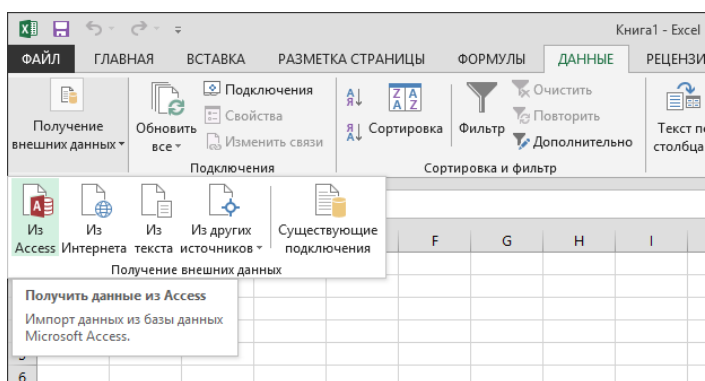 Книга1 - Excel
ФАЙЛ ГЛАВНАЯ ВСТАВКА РАЗМЕТКА СТРАНИЦЫ ФОРМУЛЫ ДАННЫЕ РЕЦЕНЗИ
Получение
внешних данных
Обновить
все
Подключения
Свойства
Изменить связи
Подключения
А
Я
Я
А
Z A
A Z
Сортировка
Фильтр
Очистить
Повторить
Дополнительно
Сортировка и фильтр
Текст по
столбца
Из
Access
Из
Интернета
Из
текста
Из других
источников
Существующие
подключения
Получение внешних данных
F G H I
Получить данные из Access
Импорт данных из базы данных
Microsoft Access.
6